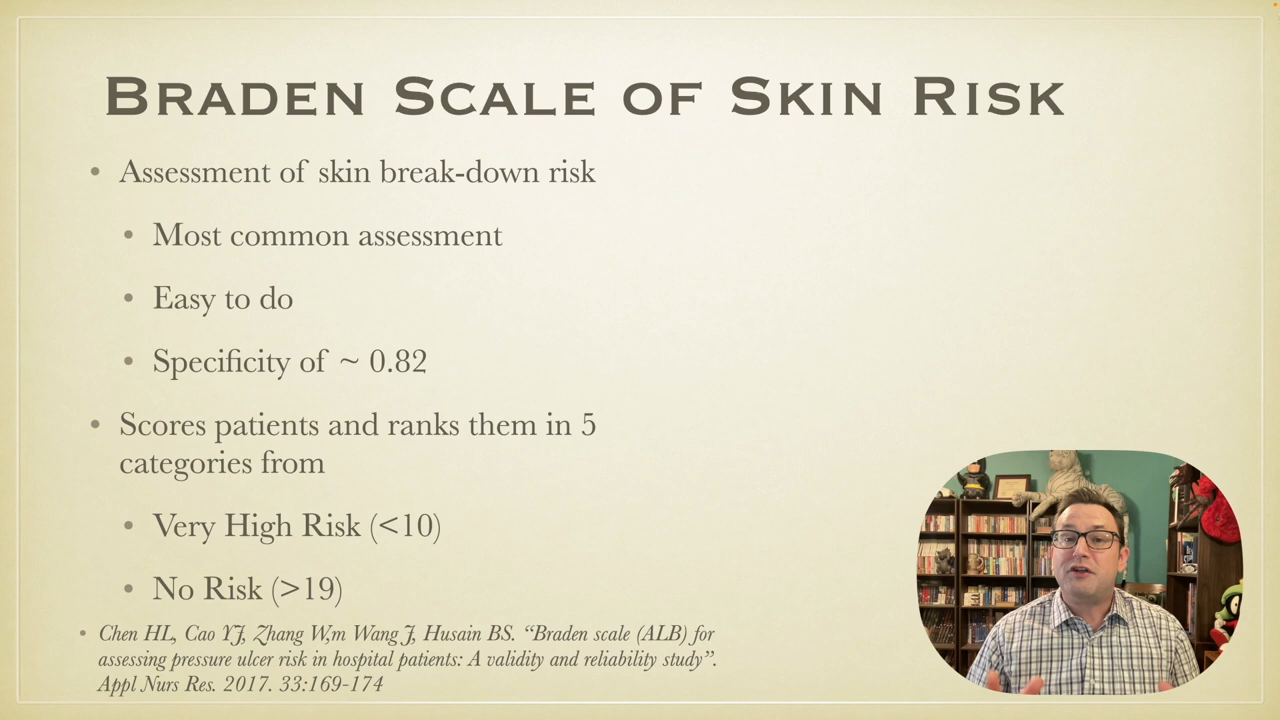 Braden Scale of Skin Risk
• Assessment of skin break-down risk
• Most common assessment
• Easy to do
• Specificity of ~ 0.82
• Scores patients and ranks them in 5
categories from
• Very High Risk (<10)
• No Risk (>19)
• Chen HL, Cao YJ, Zhang W,m Wang J, Husain BS. “Braden scale (ALB) for
assessing pressure ulcer risk in hospital patients: A validity and reliability study”.
Appl Nurs Res. 2017. 33:169-174